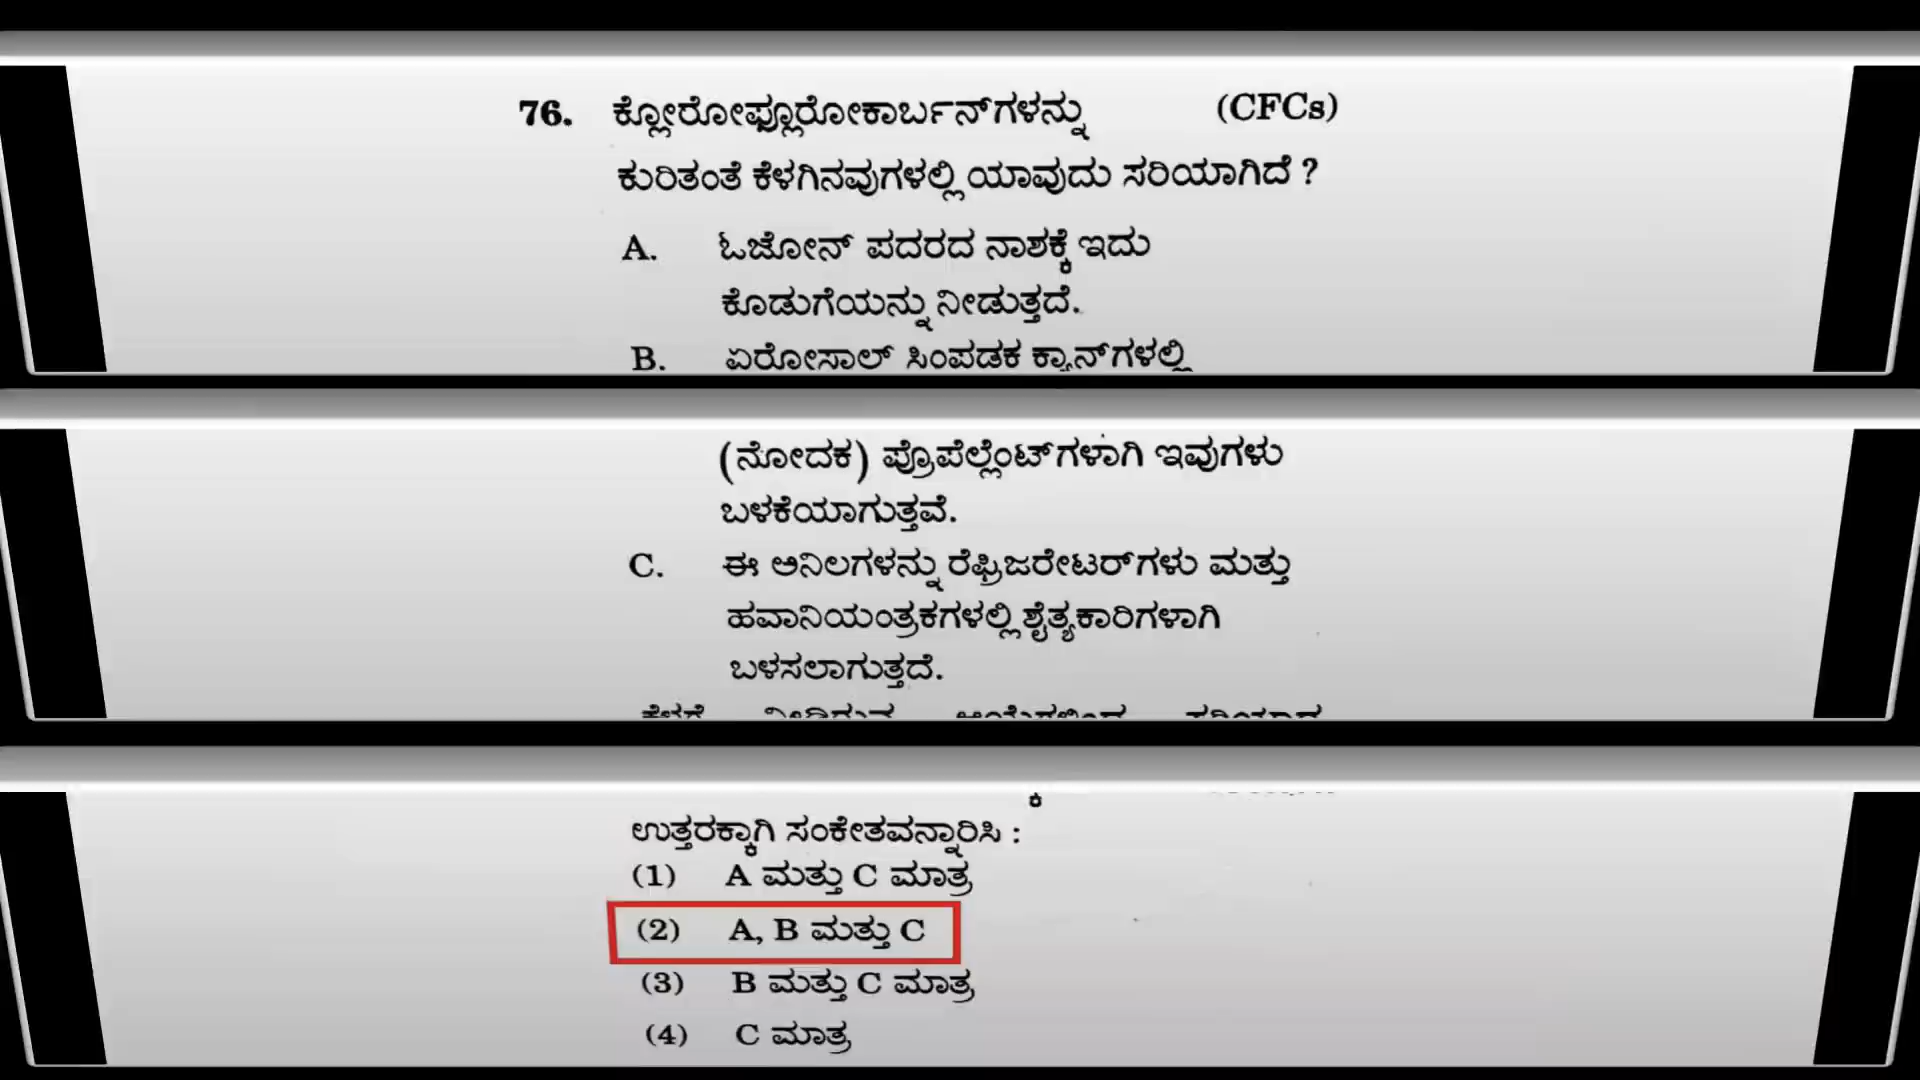 76. ಕ್ಲೋರೋಫ್ಲೂರೋಕಾರ್ಬನ್‌ಗಳನ್ನು (CFCs)
ಕುರಿತಂತೆ ಕೆಳಗಿನವುಗಳಲ್ಲಿ ಯಾವುದು ಸರಿಯಾಗಿದೆ ?
A. ಓಜೋನ್ ಪದರದ ನಾಶಕ್ಕೆ ಇದು
ಕೊಡುಗೆಯನ್ನು ನೀಡುತ್ತದೆ.
B. ಏರೋಸಾಲ್ ಸಿಂಪಡಕ ಕ್ಯಾನ್‌ಗಳಲ್ಲಿ
(ನೋದಕ) ಪ್ರೊಪೆಲ್ಲೆಂಟ್‌ಗಳಾಗಿ ಇವುಗಳು
ಬಳಕೆಯಾಗುತ್ತವೆ.
C. ಈ ಅನಿಲಗಳನ್ನು ರೆಫ್ರಿಜರೇಟರ್‌ಗಳು ಮತ್ತು
ಹವಾನಿಯಂತ್ರಕಗಳಲ್ಲಿ ಶೈತ್ಯಕಾರಿಗಳಾಗಿ
ಬಳಸಲಾಗುತ್ತದೆ.
ಉತ್ತರಕ್ಕಾಗಿ ಸಂಕೇತವನ್ನಾರಿಸಿ :
(1) A ಮತ್ತು C ಮಾತ್ರ
(2) A, B ಮತ್ತು C
(3) B ಮತ್ತು C ಮಾತ್ರ
(4) C ಮಾತ್ರ